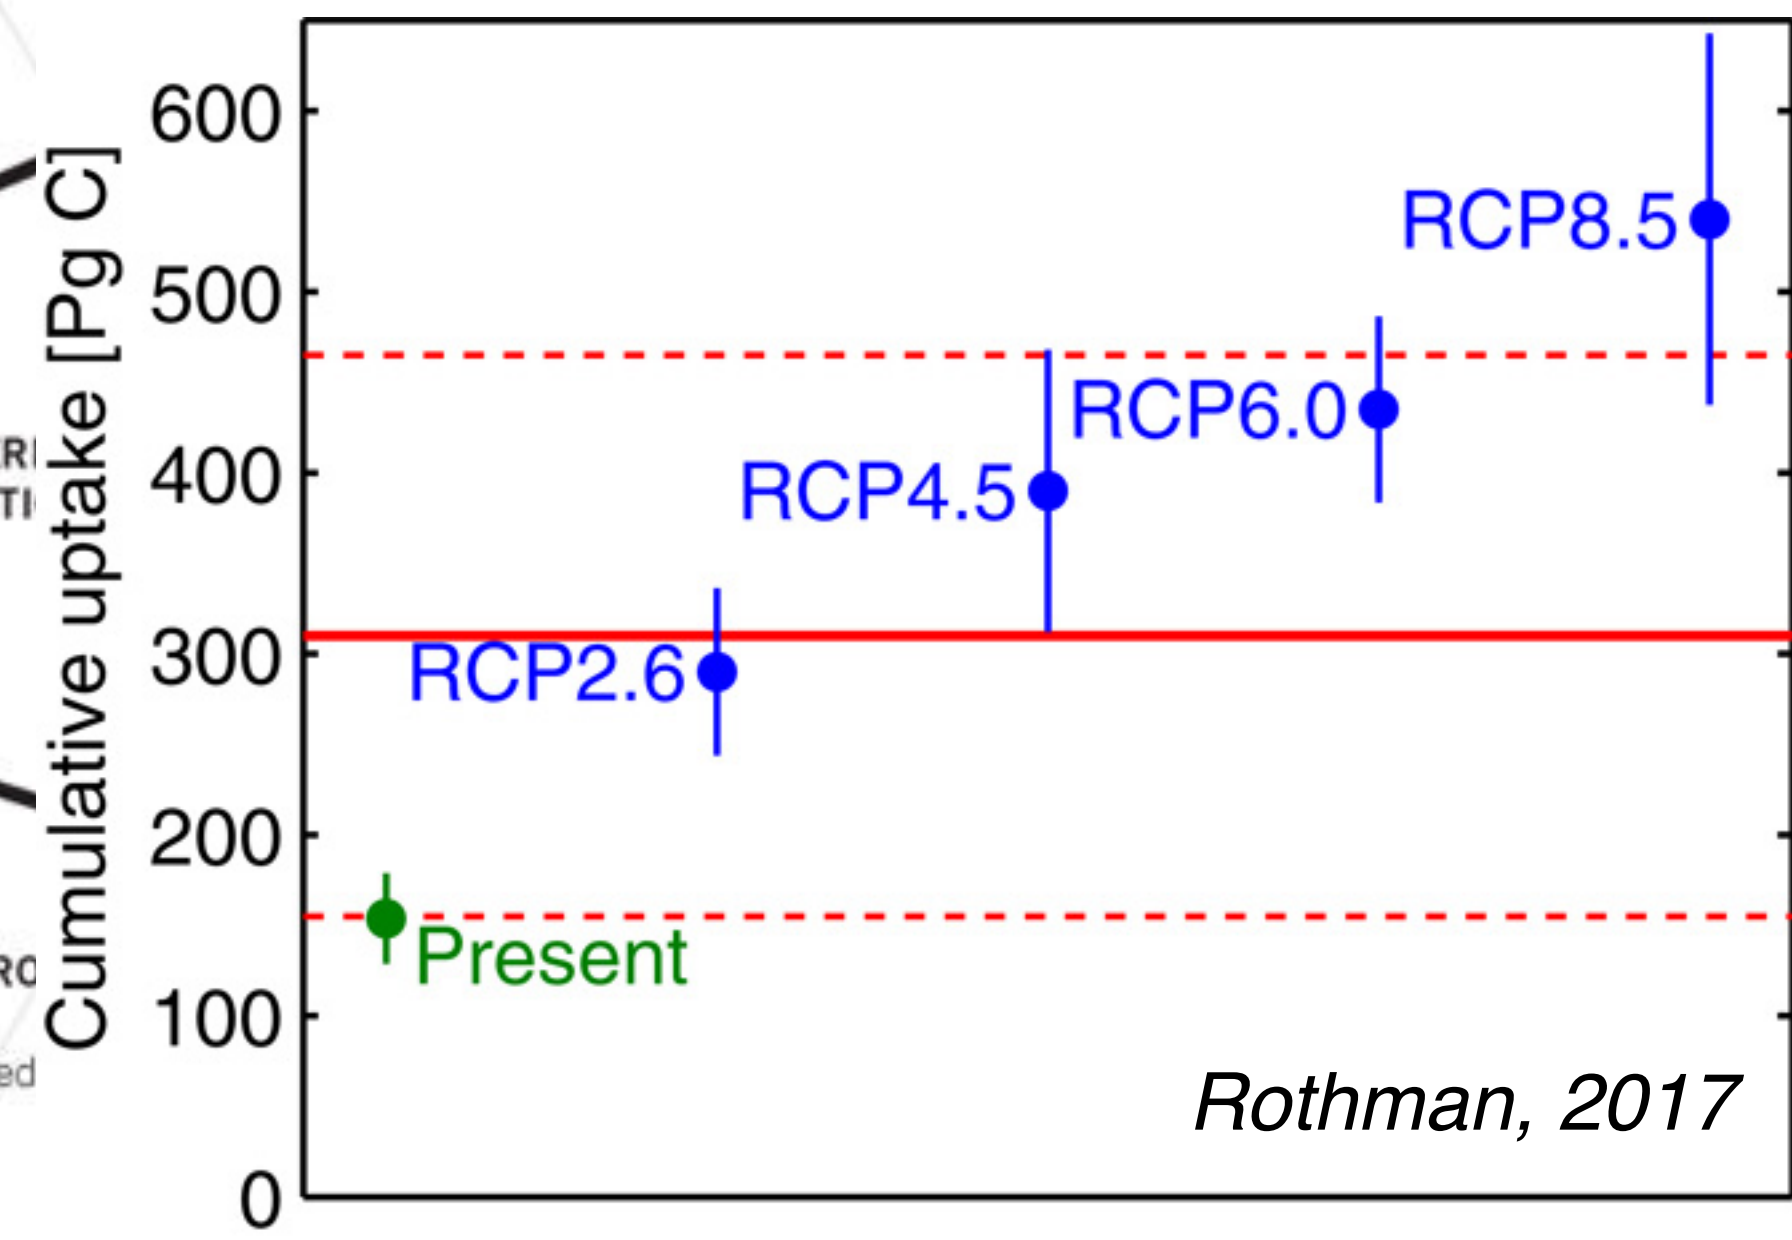 Cumulative uptake [Pg C]
600
500
400
300
200
100
0
RCP8.5
RCP6.0
RCP4.5
RCP2.6
Present
Rothman, 2017
ed